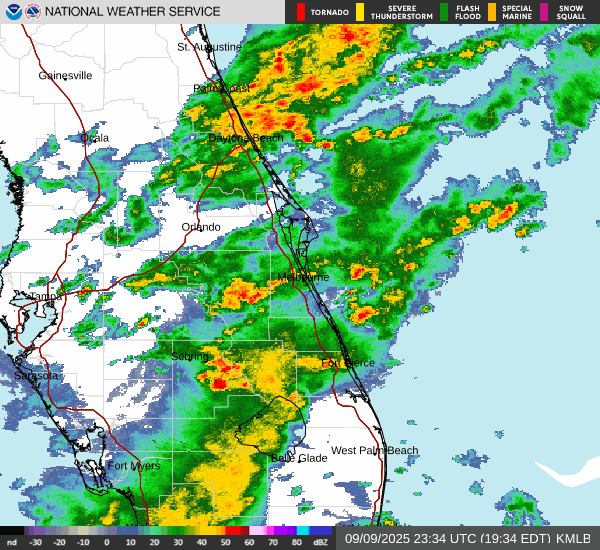 NATIONAL WEATHER SERVICE
TORNADO
SEVERE
THUNDERSTORM
FLASH
FLOOD
SPECIAL
MARINE
SNOW
SQUALL
St. Augustine
Gainesville
Palm Coast
Ocala
Daytona Beach
Orlando
Melbourne
Tampa
Sebring
Fort Pierce
Sarasota
West Palm Beach
Belle Glade
Fort Myers
nd -30 -20 -10 0 10 20 30 40 50 60 70 80 dBZ
09/09/2025 23:34 UTC (19:34 EDT) KMLB